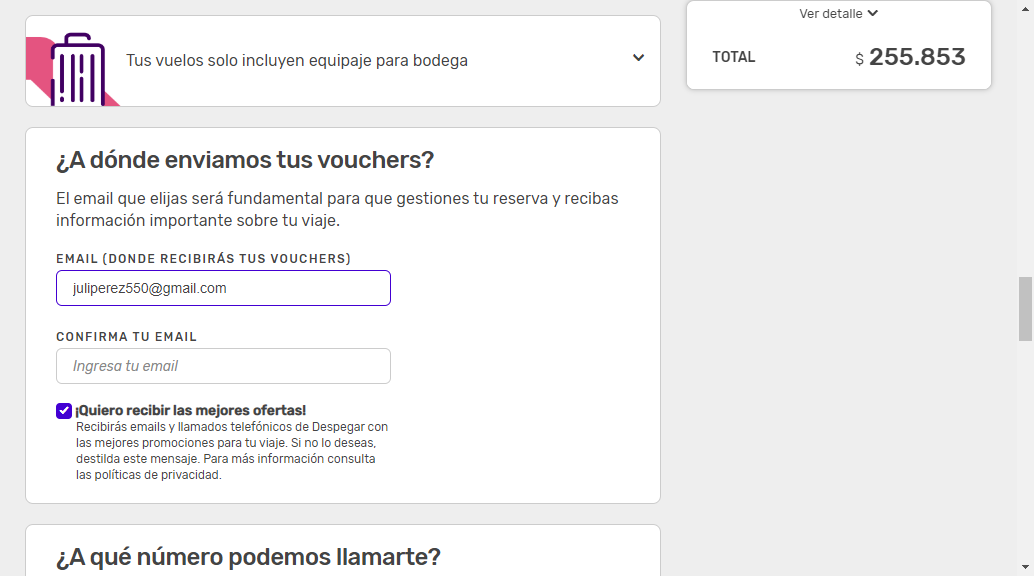 Tus vuelos solo incluyen equipaje para bodega
Ver detalle
TOTAL
$ 255.853
¿A dónde enviamos tus vouchers?
El email que elijas será fundamental para que gestiones tu reserva y recibas
información importante sobre tu viaje.
EMAIL (DONDE RECIBIRÁS TUS VOUCHERS)
juliperez550@gmail.com
CONFIRMA TU EMAIL
Ingresa tu email
¡Quiero recibir las mejores ofertas!
Recibirás emails y llamados telefónicos de Despegar con
las mejores promociones para tu viaje. Si no lo deseas,
destilda este mensaje. Para más información consulta
las políticas de privacidad.
¿A qué número podemos llamarte?